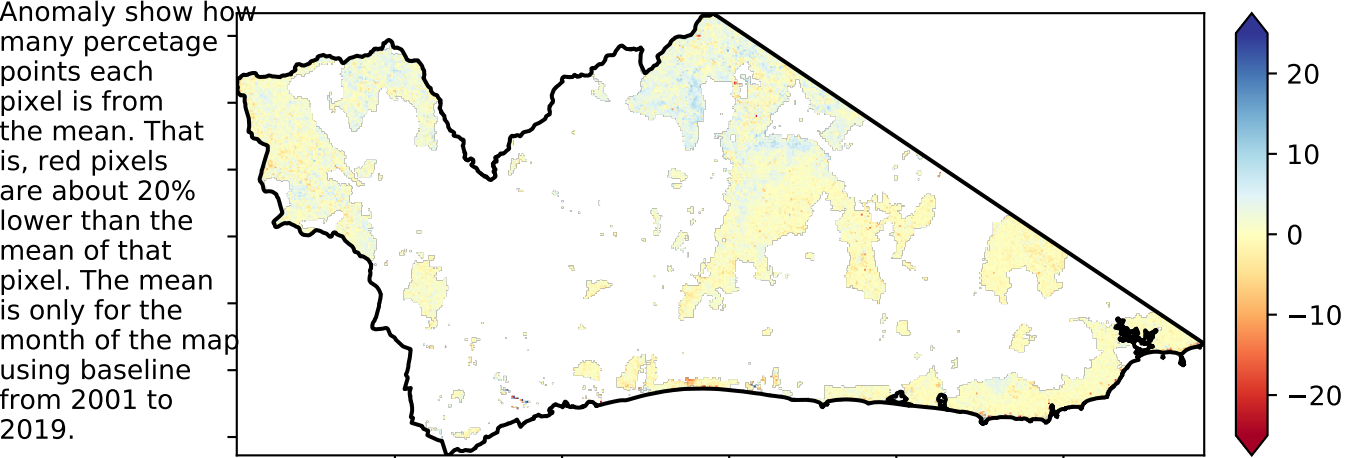 Anomaly show how
many percetage
points each
pixel is from
the mean. That
is, red pixels
are about 20%
lower than the
mean of that
pixel. The mean
is only for the
month of the map
using baseline
from 2001 to
2019.
20
10
0
−10
−20